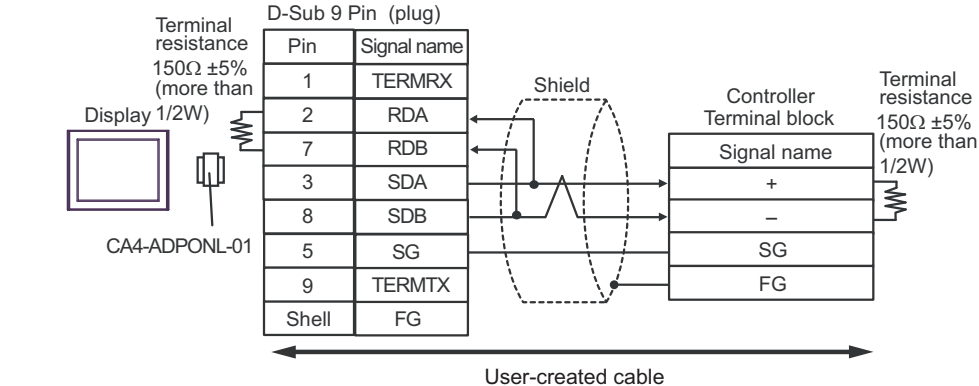 D-Sub 9 Pin (plug)
Terminal
resistance
150Ω ±5%
(more than
1/2W)
Display
CA4-ADPONL-01
Pin Signal name
1 TERMRX
2 RDA
7 RDB
3 SDA
8 SDB
5 SG
9 TERMTX
Shell FG
Shield
Controller
Terminal block
Signal name
+
–
SG
FG
Terminal
resistance
150Ω ±5%
(more than
1/2W)
User-created cable